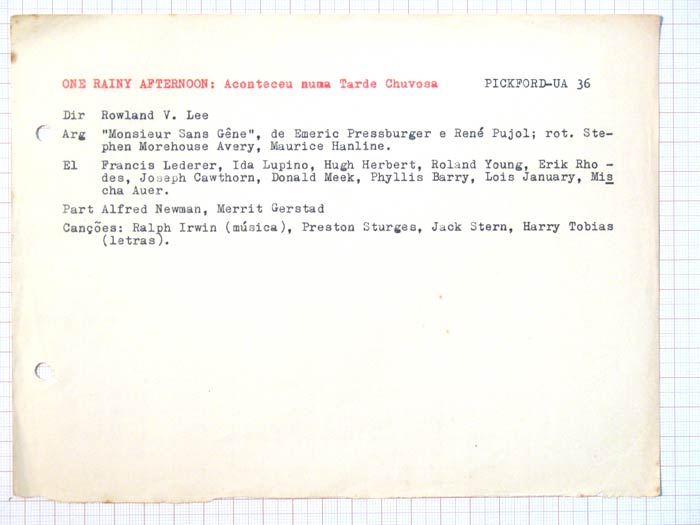 ONE RAINY AFTERNOON: Aconteceu numa Tarde Chuvosa PICKFORD-UA 36
Dir Rowland V. Lee
Arg "Monsieur Sans Gêne", de Emeric Pressburger e René Pujol; rot. Ste-
phen Morehouse Avery, Maurice Hanline.
El Francis Lederer, Ida Lupino, Hugh Herbert, Roland Young, Erik Rho -
des, Joseph Cawthorn, Donald Meek, Phyllis Barry, Lois January, Mis
cha Auer.
Part Alfred Newman, Merrit Gerstad
Canções: Ralph Irwin (música), Preston Sturges, Jack Stern, Harry Tobias
(letras).